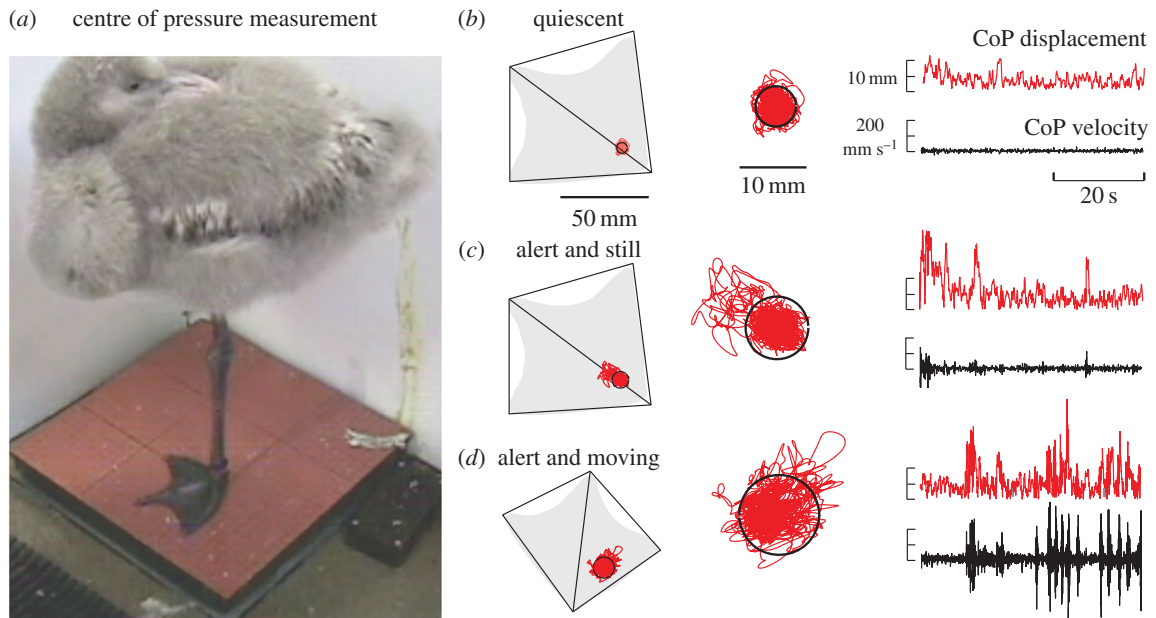 (a) centre of pressure measurement
(b) quiescent
50 mm
10 mm
CoP displacement
10 mm
CoP velocity
200
mm s⁻¹
20 s
(c) alert and still
(d) alert and moving